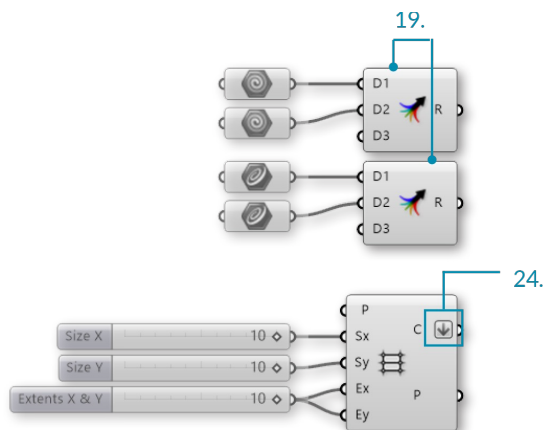 19.
D1
D2 R
D3
D1
D2 R
D3
24.
P
C
Size X 10 Sx
Size Y 10 Sy
Extents X & Y 10 Ex P
Ey